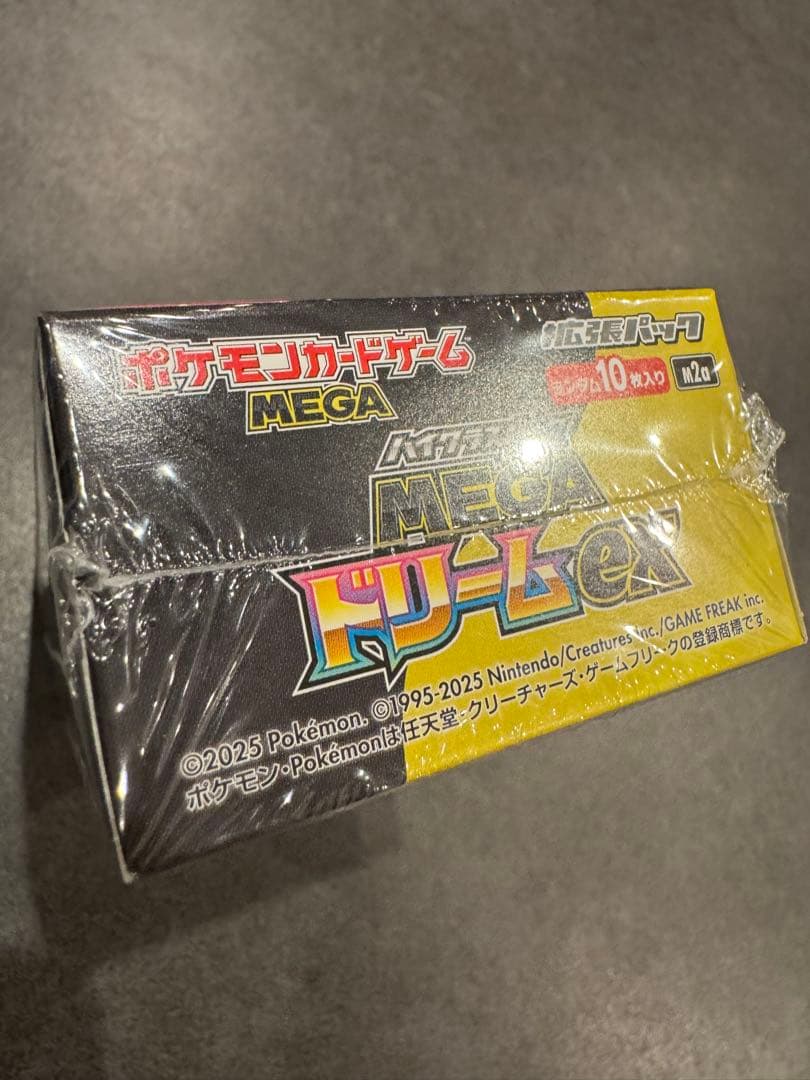 ポケモンカードゲーム
MEGA
拡張パック
ランダム10枚入り
M2a
ハイクラス
MEGA
ドリームex
©2025 Pokémon. ©1995-2025 Nintendo/Creatures Inc./GAME FREAK inc.
ポケモン・Pokémonは任天堂・クリーチャーズ・ゲームフリークの登録商標です。